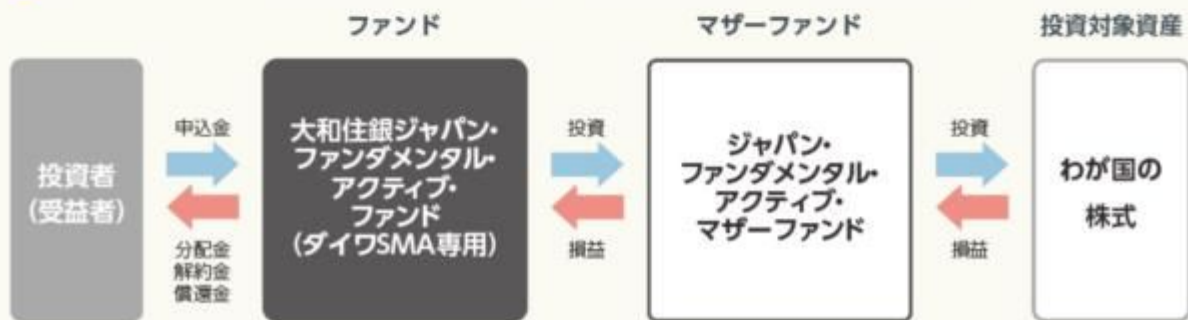 ファンド
マザーファンド
投資対象資産
投資者
(受益者)
申込金
分配金
解約金
償還金
大和住銀ジャパン・
ファンダメンタル・
アクティブ・
ファンド
(ダイワSMA専用)
投資
損益
ジャパン・
ファンダメンタル・
アクティブ・
マザーファンド
投資
損益
わが国の
株式